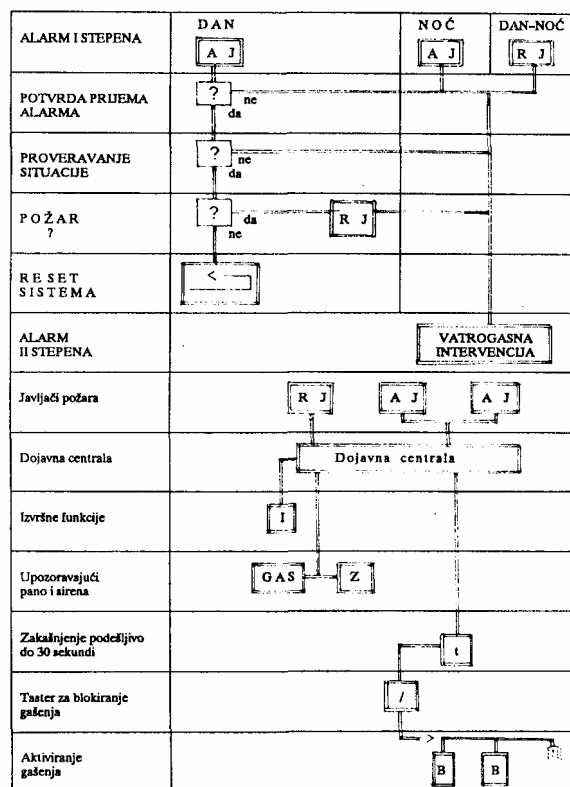 DAN NOĆ DAN-NOĆ
ALARM I STEPENA A J A J R J
POTVRDA PRIJEMA
ALARMA
? ne
da
PROVERAVANJE
SITUACIJE
? ne
da
POŽAR
?
? da R J
ne
RESET
SISTEMA
<
ALARM
II STEPENA
VATROGASNA
INTERVENCIJA
Javljači požara R J A J A J
Dojavna centrala Dojavna centrala
Izvršne funkcije I
Upozoravajući
pano i sirena
GAS Z
Zakašnjenje podešljivo
do 30 sekundi
t
Taster za blokiranje
gašenja
/
Aktiviranje
gašenja
>
B B